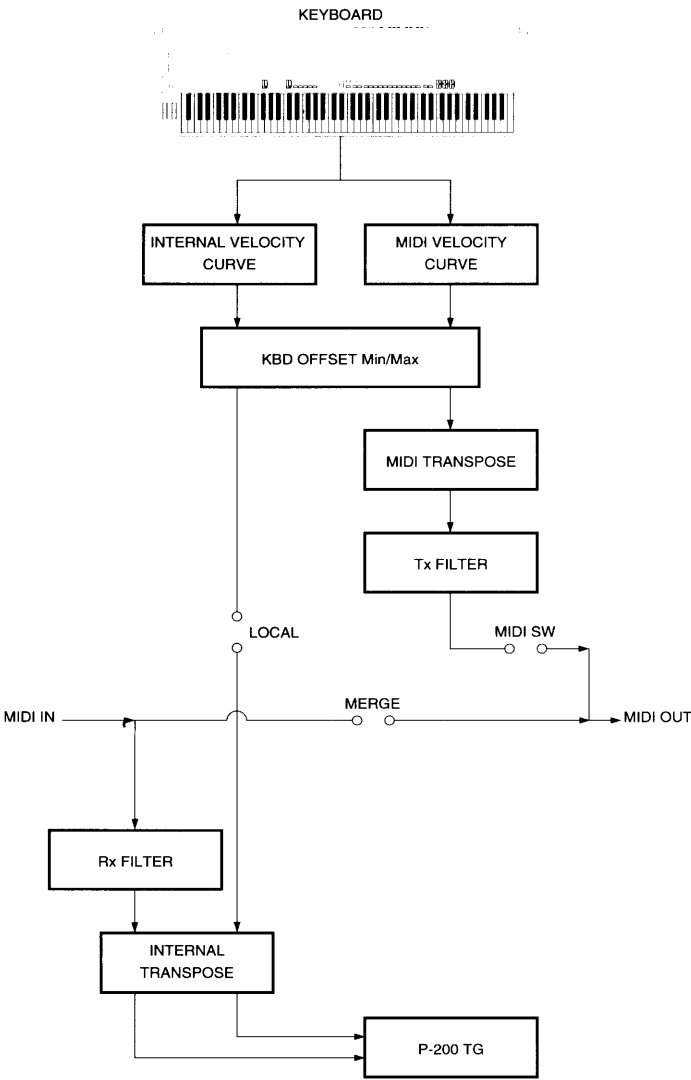 KEYBOARD
INTERNAL VELOCITY
CURVE
MIDI VELOCITY
CURVE
KBD OFFSET Min/Max
MIDI TRANSPOSE
Tx FILTER
LOCAL
MIDI SW
MIDI IN
MERGE
MIDI OUT
Rx FILTER
INTERNAL
TRANSPOSE
P-200 TG